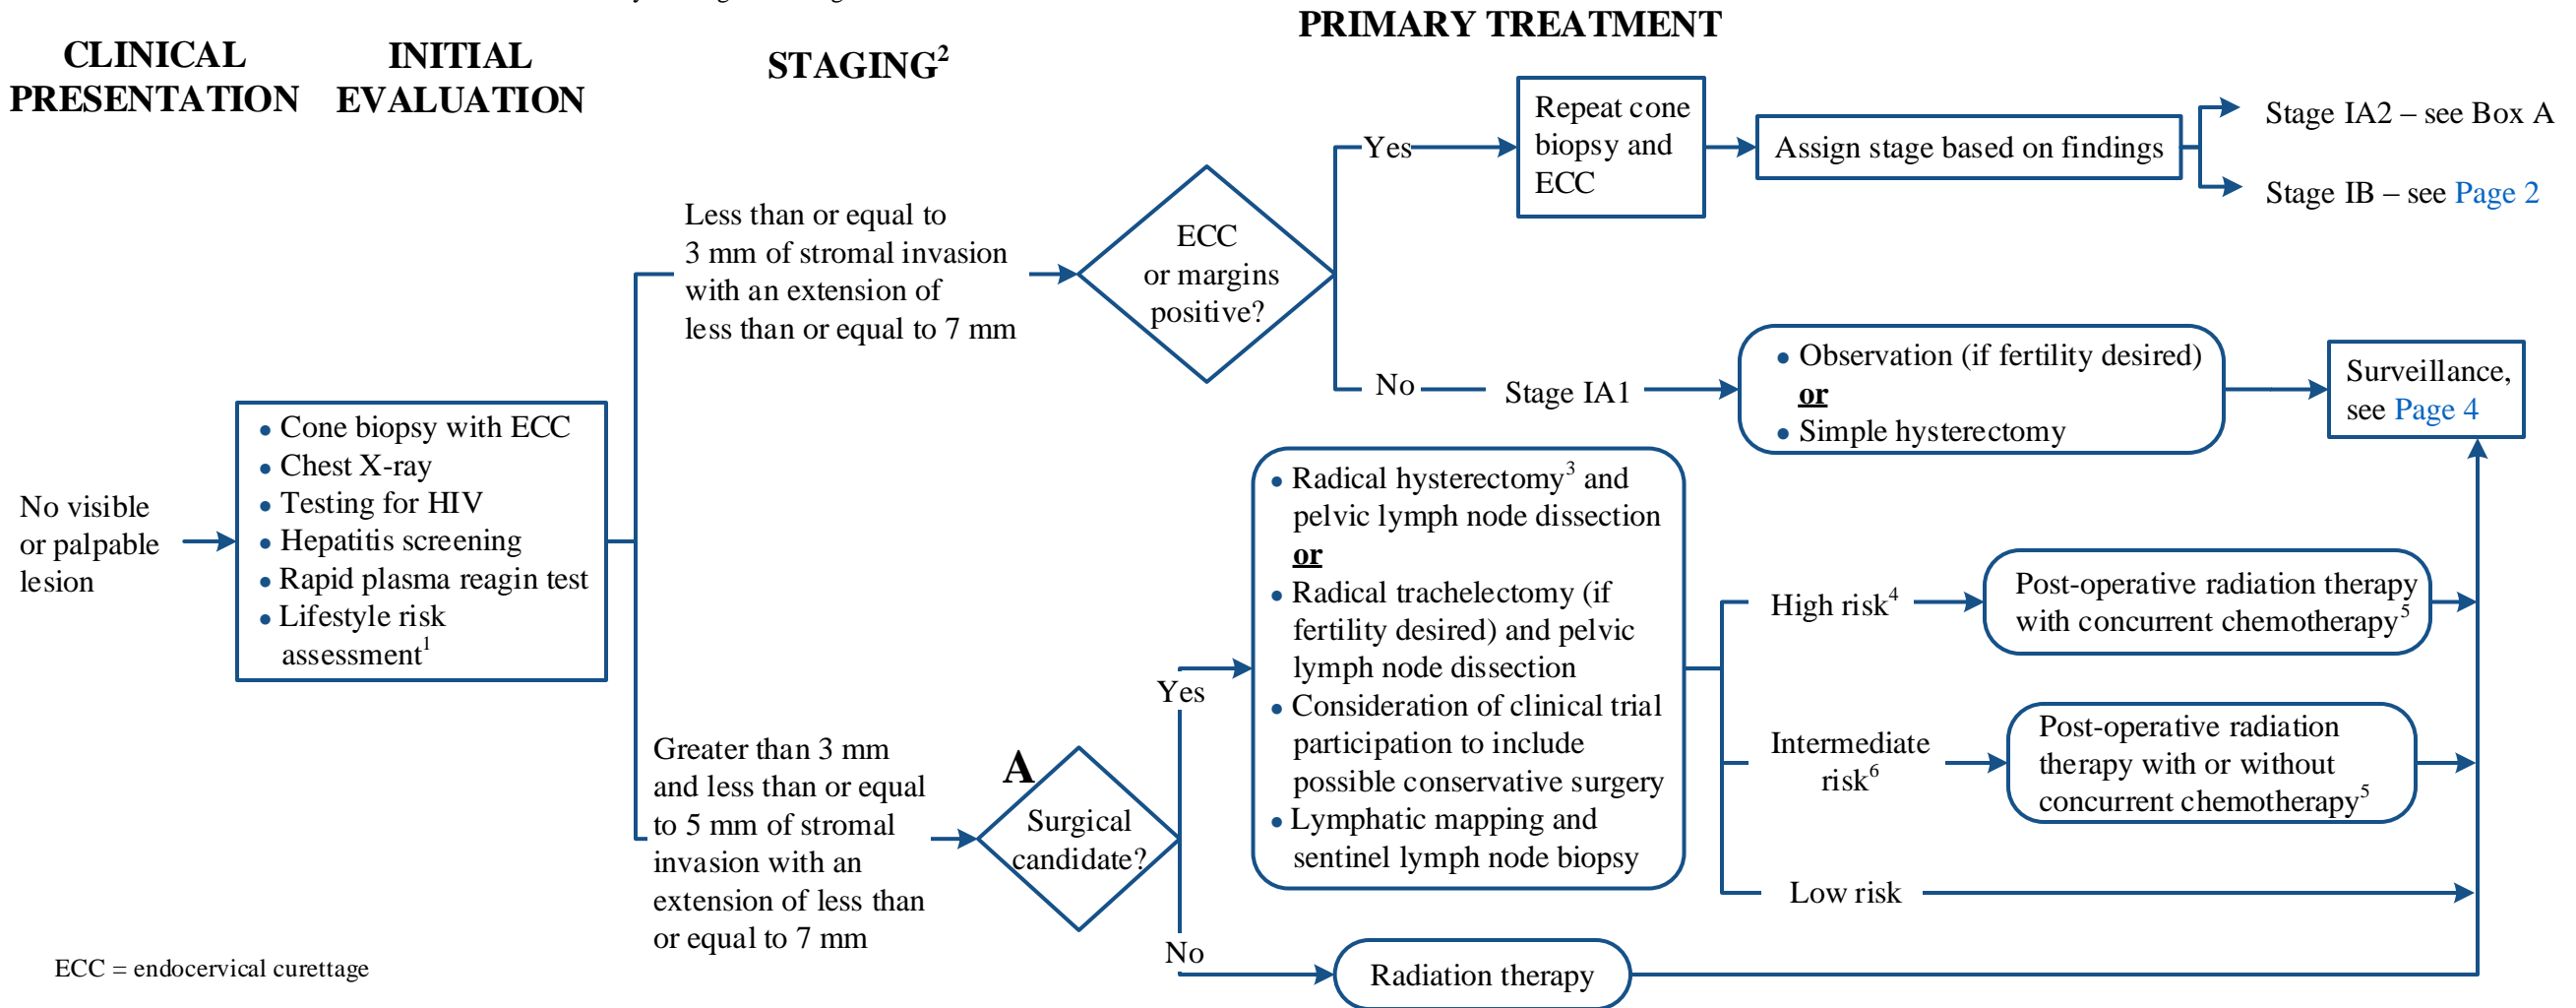 PRIMARY TREATMENT
CLINICAL
PRESENTATION
INITIAL
EVALUATION
STAGING2
No visible
or palpable
lesion
• Cone biopsy with ECC
• Chest X-ray
• Testing for HIV
• Hepatitis screening
• Rapid plasma reagin test
• Lifestyle risk
assessment1
Less than or equal to
3 mm of stromal invasion
with an extension of
less than or equal to 7 mm
ECC
or margins
positive?
Yes
Repeat cone
biopsy and
ECC
Assign stage based on findings
Stage IA2 – see Box A
Stage IB – see Page 2
No
Stage IA1
• Observation (if fertility desired)
or
• Simple hysterectomy
Surveillance,
see Page 4
Greater than 3 mm
and less than or equal
to 5 mm of stromal
invasion with an
extension of less than
or equal to 7 mm
A
Surgical
candidate?
Yes
• Radical hysterectomy3 and
pelvic lymph node dissection
or
• Radical trachelectomy (if
fertility desired) and pelvic
lymph node dissection
• Consideration of clinical trial
participation to include
possible conservative surgery
• Lymphatic mapping and
sentinel lymph node biopsy
High risk4
Post-operative radiation therapy
with concurrent chemotherapy5
Intermediate
risk6
Post-operative radiation
therapy with or without
concurrent chemotherapy5
Low risk
No
Radiation therapy
ECC = endocervical curettage